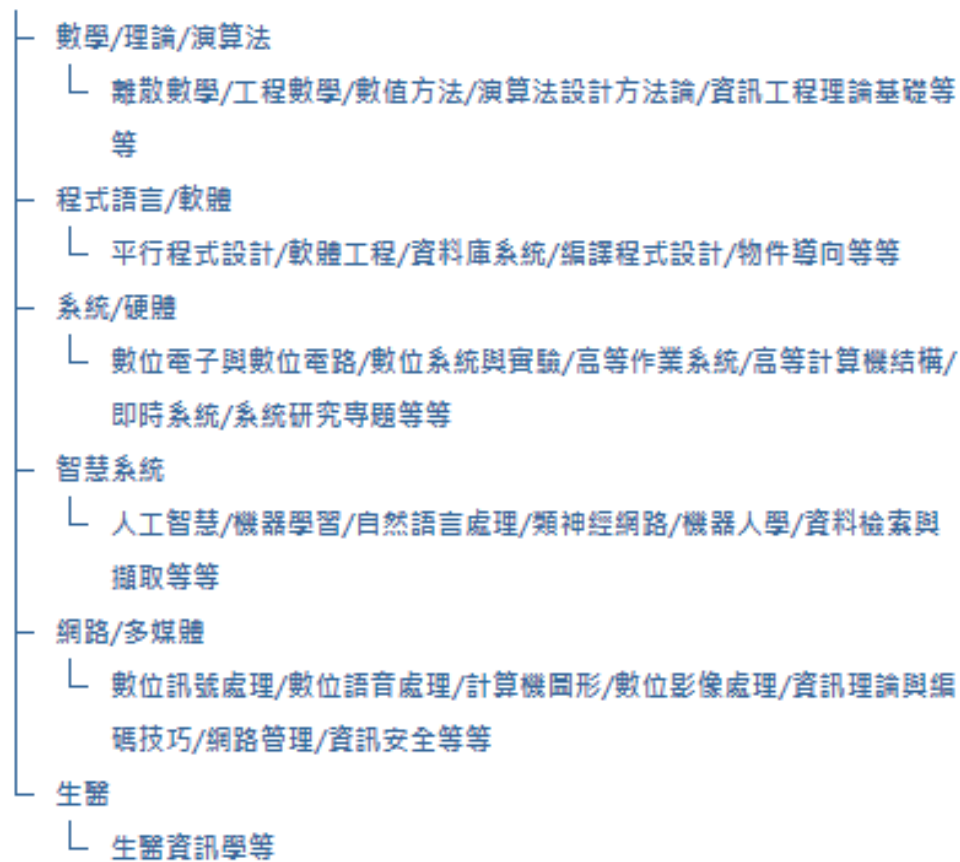 數學/理論/演算法
離散數學/工程數學/數值方法/演算法設計方法論/資訊工程理論基礎等
等
程式語言/軟體
平行程式設計/軟體工程/資料庫系統/編譯程式設計/物件導向等等
系統/硬體
數位電子與數位電路/數位系統與實驗/高等作業系統/高等計算機結構/
即時系統/系統研究專題等等
智慧系統
人工智慧/機器學習/自然語言處理/類神經網路/機器人學/資料檢索與
擷取等等
網路/多媒體
數位訊號處理/數位語音處理/計算機圖形/數位影像處理/資訊理論與編
碼技巧/網路管理/資訊安全等等
生醫
生醫資訊學等